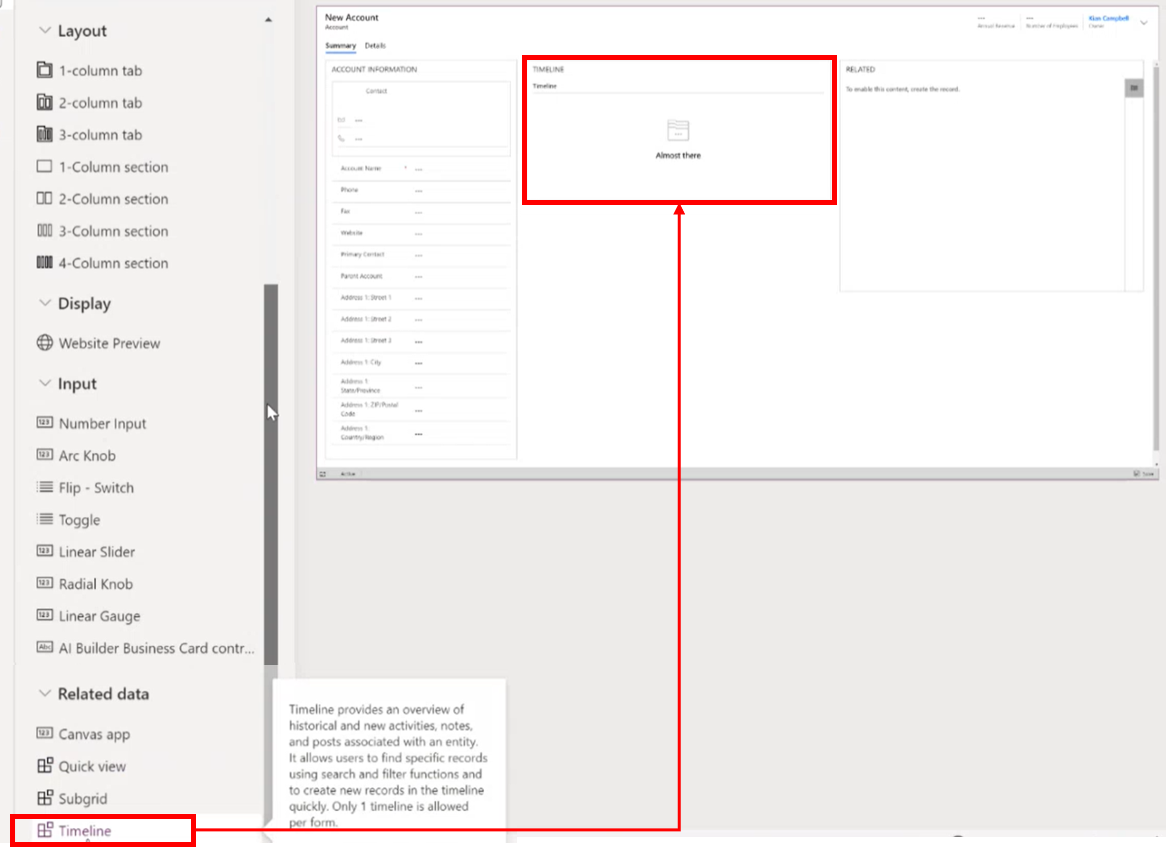 Layout
1-column tab
2-column tab
3-column tab
1-Column section
2-Column section
3-Column section
4-Column section
Display
Website Preview
Input
Number Input
Arc Knob
Flip - Switch
Toggle
Linear Slider
Radial Knob
Linear Gauge
AI Builder Business Card contr...
Related data
Canvas app
Quick view
Subgrid
Timeline
Timeline provides an overview of
historical and new activities, notes,
and posts associated with an entity.
It allows users to find specific records
using search and filter functions and
to create new records in the timeline
quickly. Only 1 timeline is allowed
per form.
New Account
Account
--- Annual Revenue
--- Number of Employees
Kian Campbell
Owner
Summary Details
ACCOUNT INFORMATION
Contact
---
---
Account Name * ---
Phone ---
Fax ---
Website ---
Primary Contact ---
Parent Account ---
Address 1: Street 1 ---
Address 1: Street 2 ---
Address 1: Street 3 ---
Address 1: City ---
Address 1:
State/Province ---
Address 1: ZIP/Postal
Code ---
Address 1:
Country/Region ---
TIMELINE
Timeline
Almost there
RELATED
To enable this content, create the record.
Active
Save